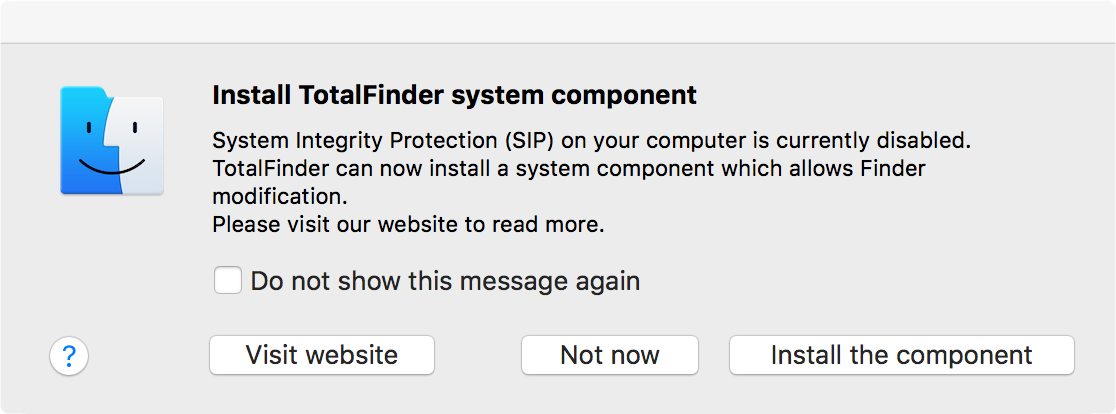 Install TotalFinder system component
System Integrity Protection (SIP) on your computer is currently disabled.
TotalFinder can now install a system component which allows Finder
modification.
Please visit our website to read more.
Do not show this message again
? Visit website Not now Install the component